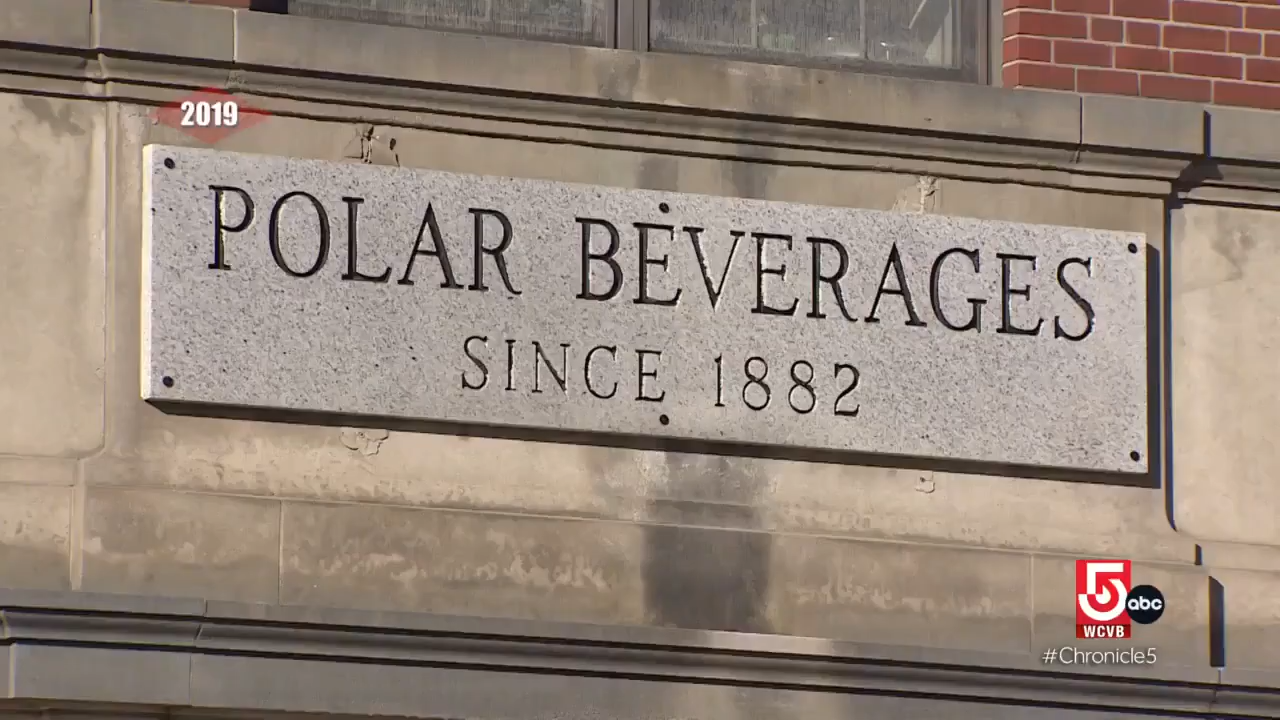 2019
POLAR BEVERAGES
SINCE 1882
5
abc
WCVB
#Chronicle5